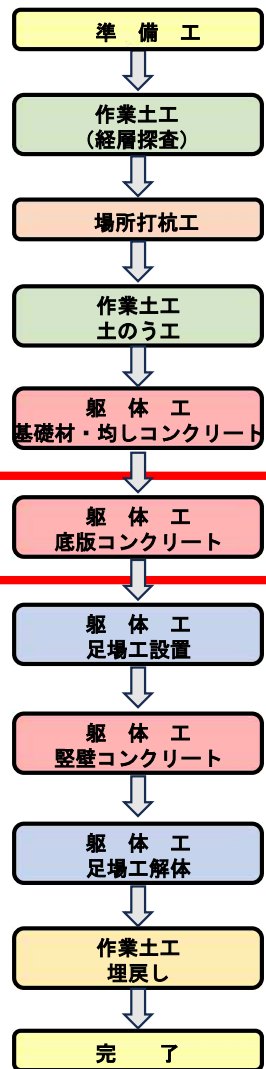 準　備　工
作業土工
（経層探査）
場所打杭工
作業土工
土のう工
躯　体　工
基礎材・均しコンクリート
躯　体　工
底版コンクリート
躯　体　工
足場工設置
躯　体　工
竪壁コンクリート
躯　体　工
足場工解体
作業土工
埋戻し
完　　了